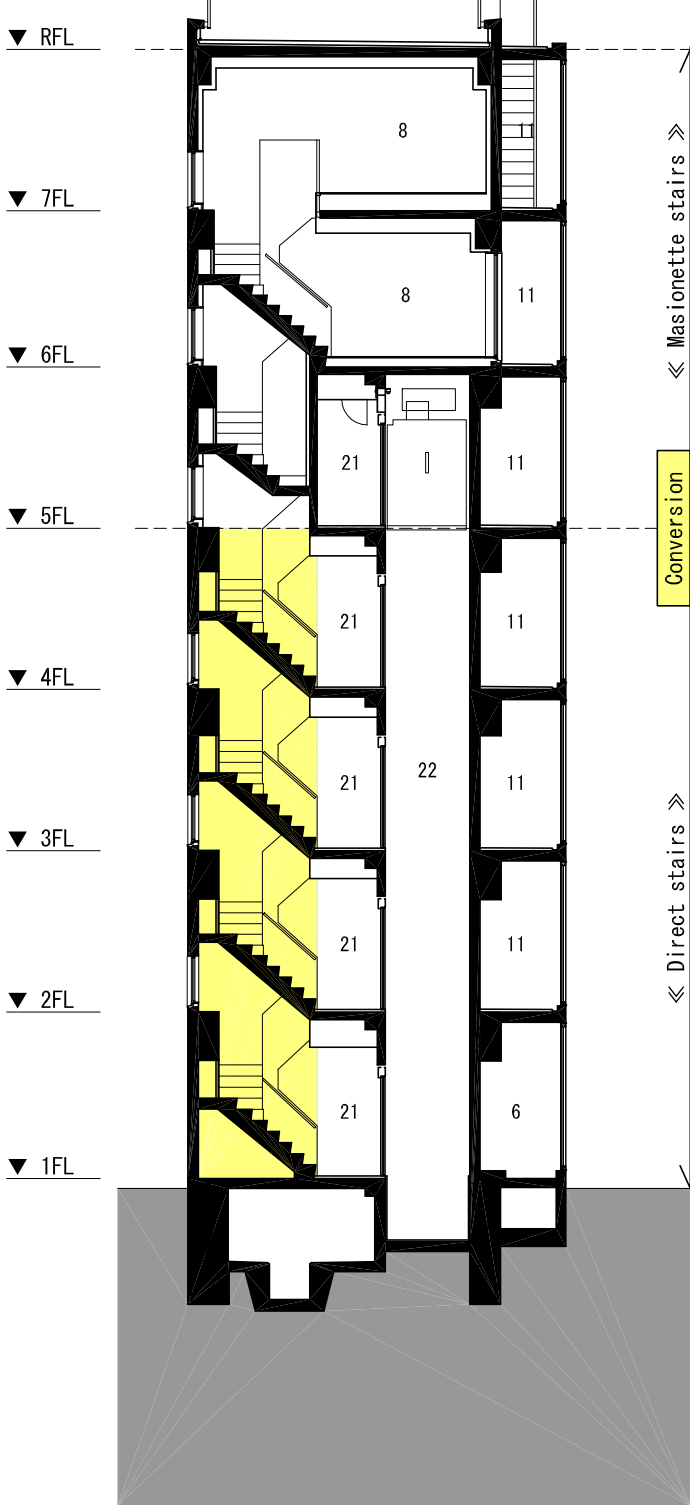 ▼ RFL
8
11
▼ 7FL
8
11
▼ 6FL
21
11
▼ 5FL
21
11
▼ 4FL
21
22
11
▼ 3FL
21
11
▼ 2FL
21
6
▼ 1FL
≪ Masionette stairs ≫
Conversion
≪ Direct stairs ≫